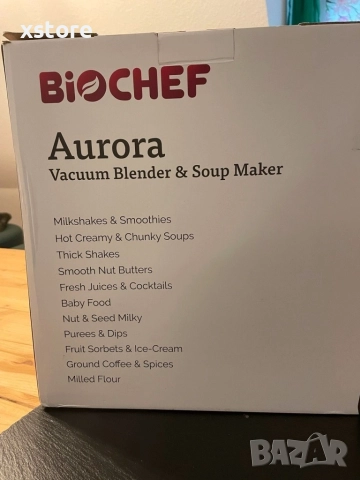 xstore
BIOCHEF
Aurora
Vacuum Blender & Soup Maker
Milkshakes & Smoothies
Hot Creamy & Chunky Soups
Thick Shakes
Smooth Nut Butters
Fresh Juices & Cocktails
Baby Food
Nut & Seed Milky
Purees & Dips
Fruit Sorbets & Ice-Cream
Ground Coffee & Spices
Milled Flour
BAZAR